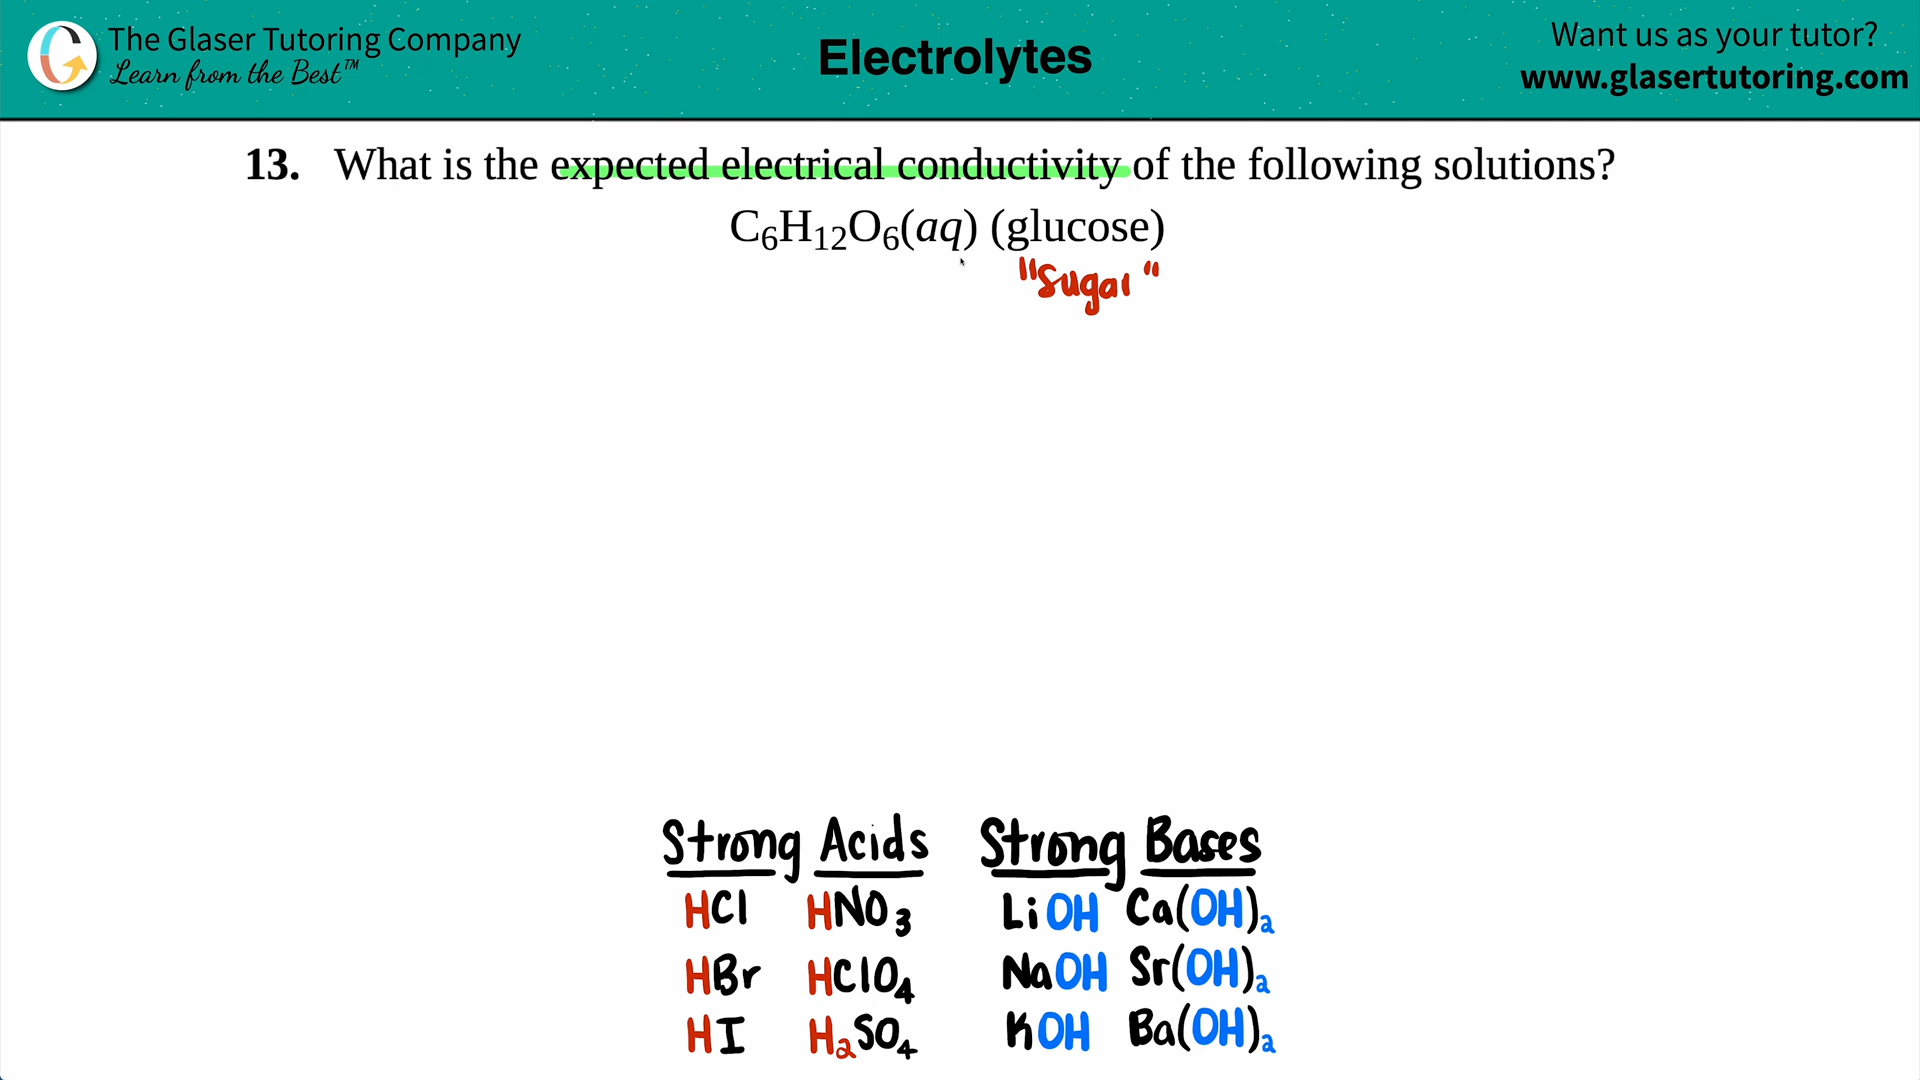 The Glaser Tutoring Company
Learn from the Best™
Electrolytes
Want us as your tutor?
www.glasertutoring.com
13. What is the expected electrical conductivity of the following solutions?
C₆H₁₂O₆(aq) (glucose)
"Sugar"
Strong Acids Strong Bases
HCl HNO₃ LiOH Ca(OH)₂
HBr HClO₄ NaOH Sr(OH)₂
HI H₂SO₄ KOH Ba(OH)₂